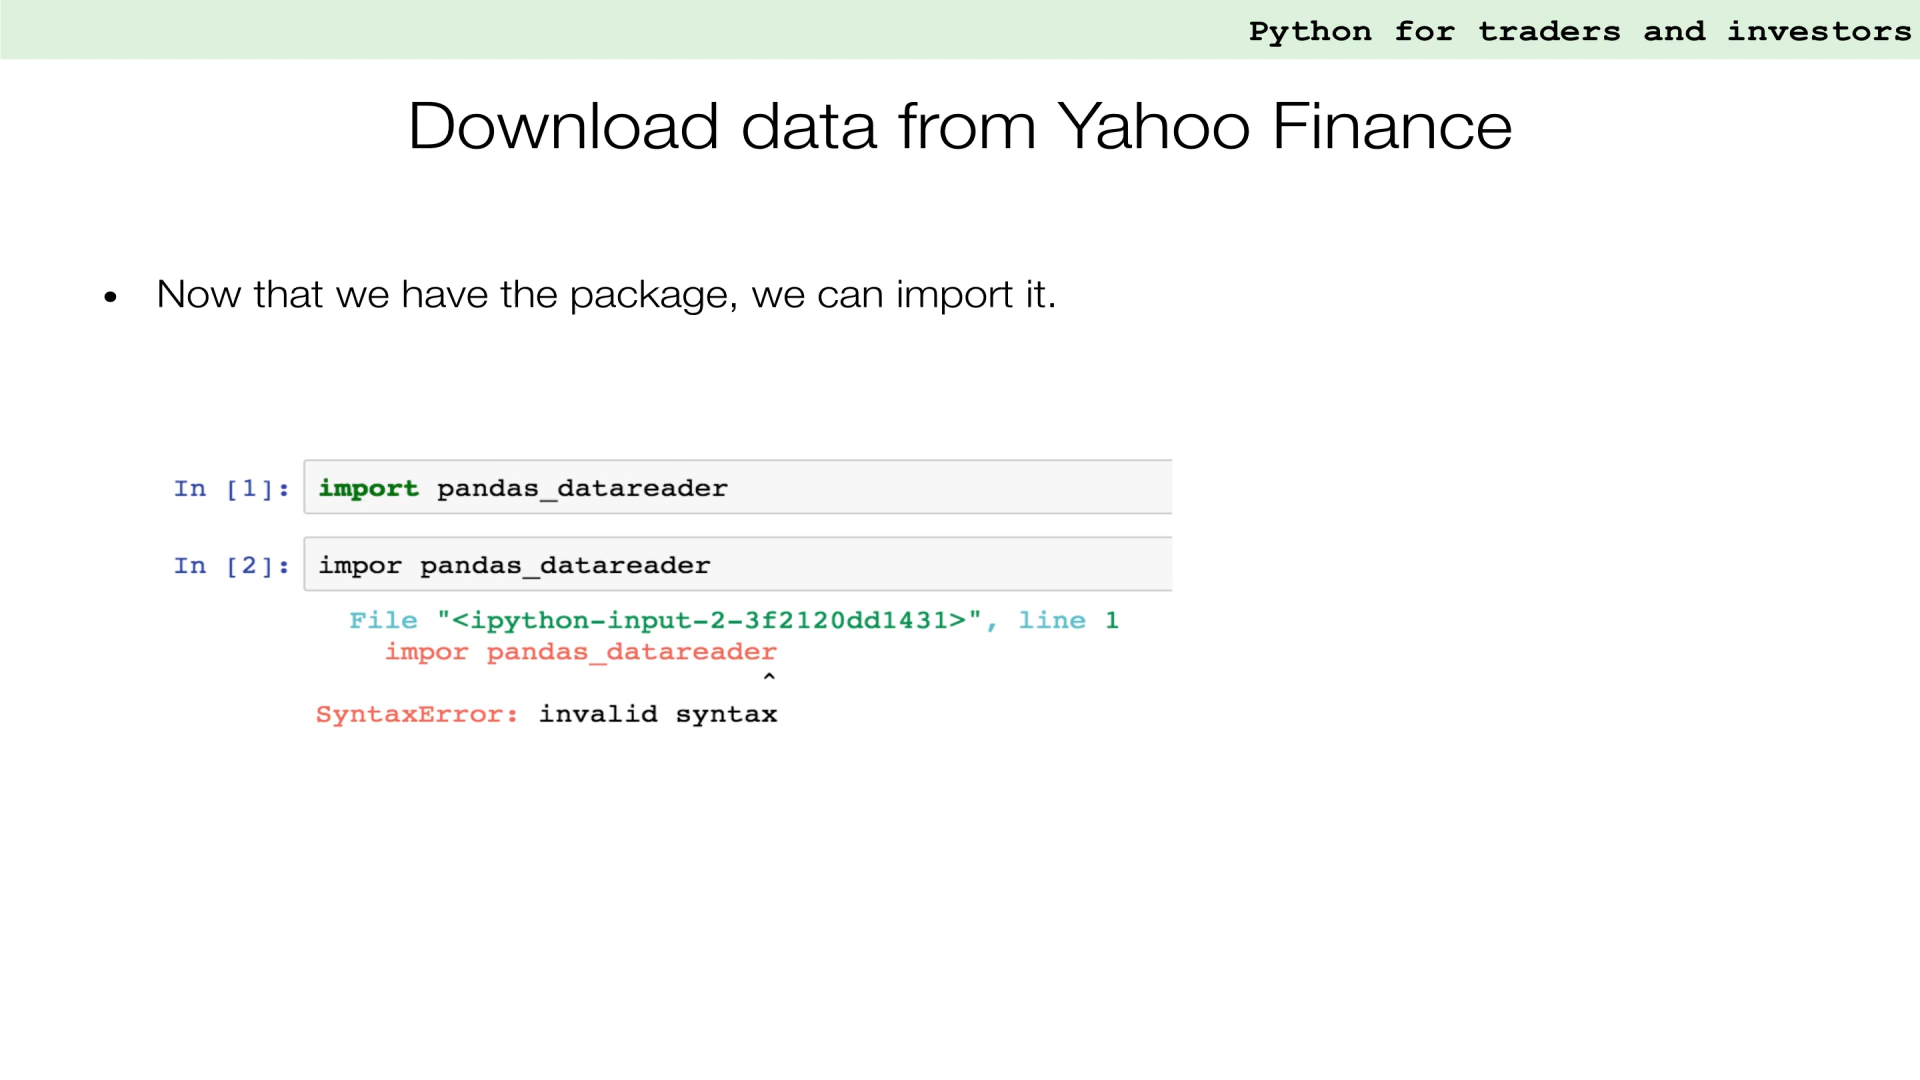 Python for traders and investors
Download data from Yahoo Finance
• Now that we have the package, we can import it.
In [1]: import pandas_datareader
In [2]: impor pandas_datareader
File "<ipython-input-2-3f2120dd1431>", line 1
impor pandas_datareader
^
SyntaxError: invalid syntax